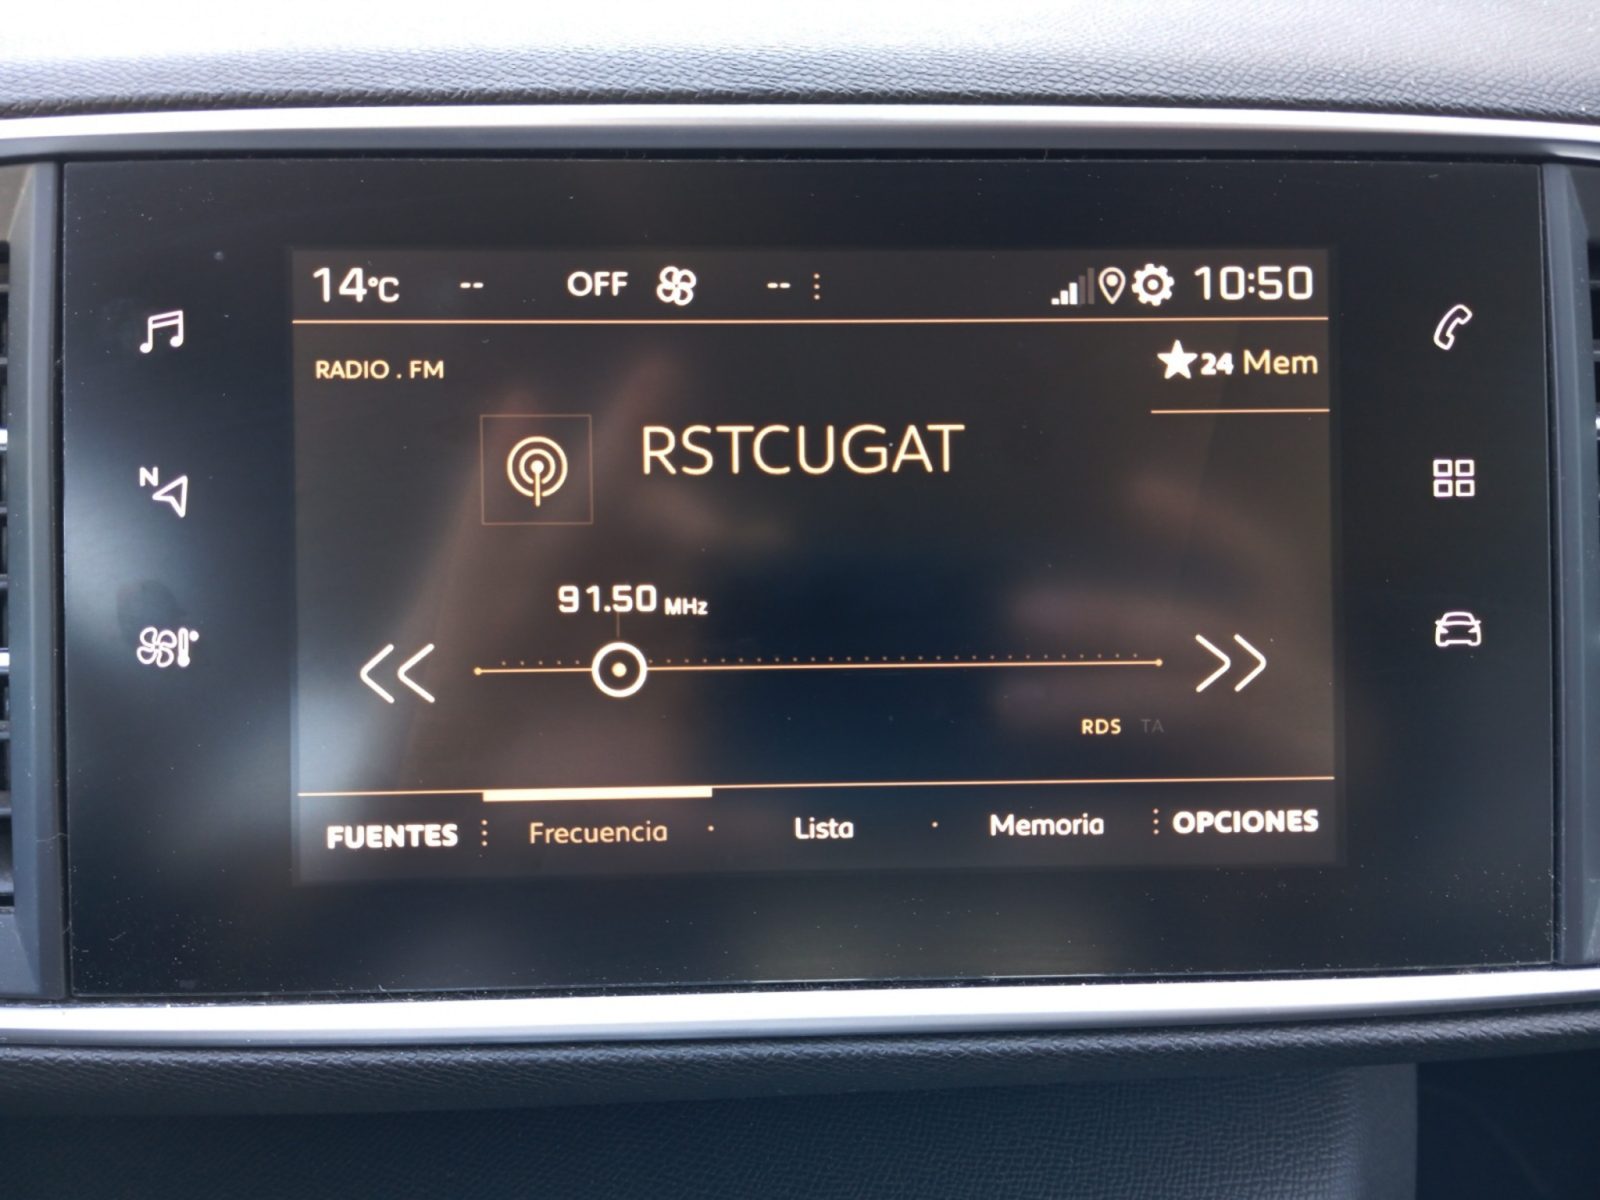 14°C -- OFF -- 10:50
RADIO . FM
24 Mem
RSTCUGAT
N
91.50 MHz
RDS TA
FUENTES Frecuencia · Lista · Memoria OPCIONES